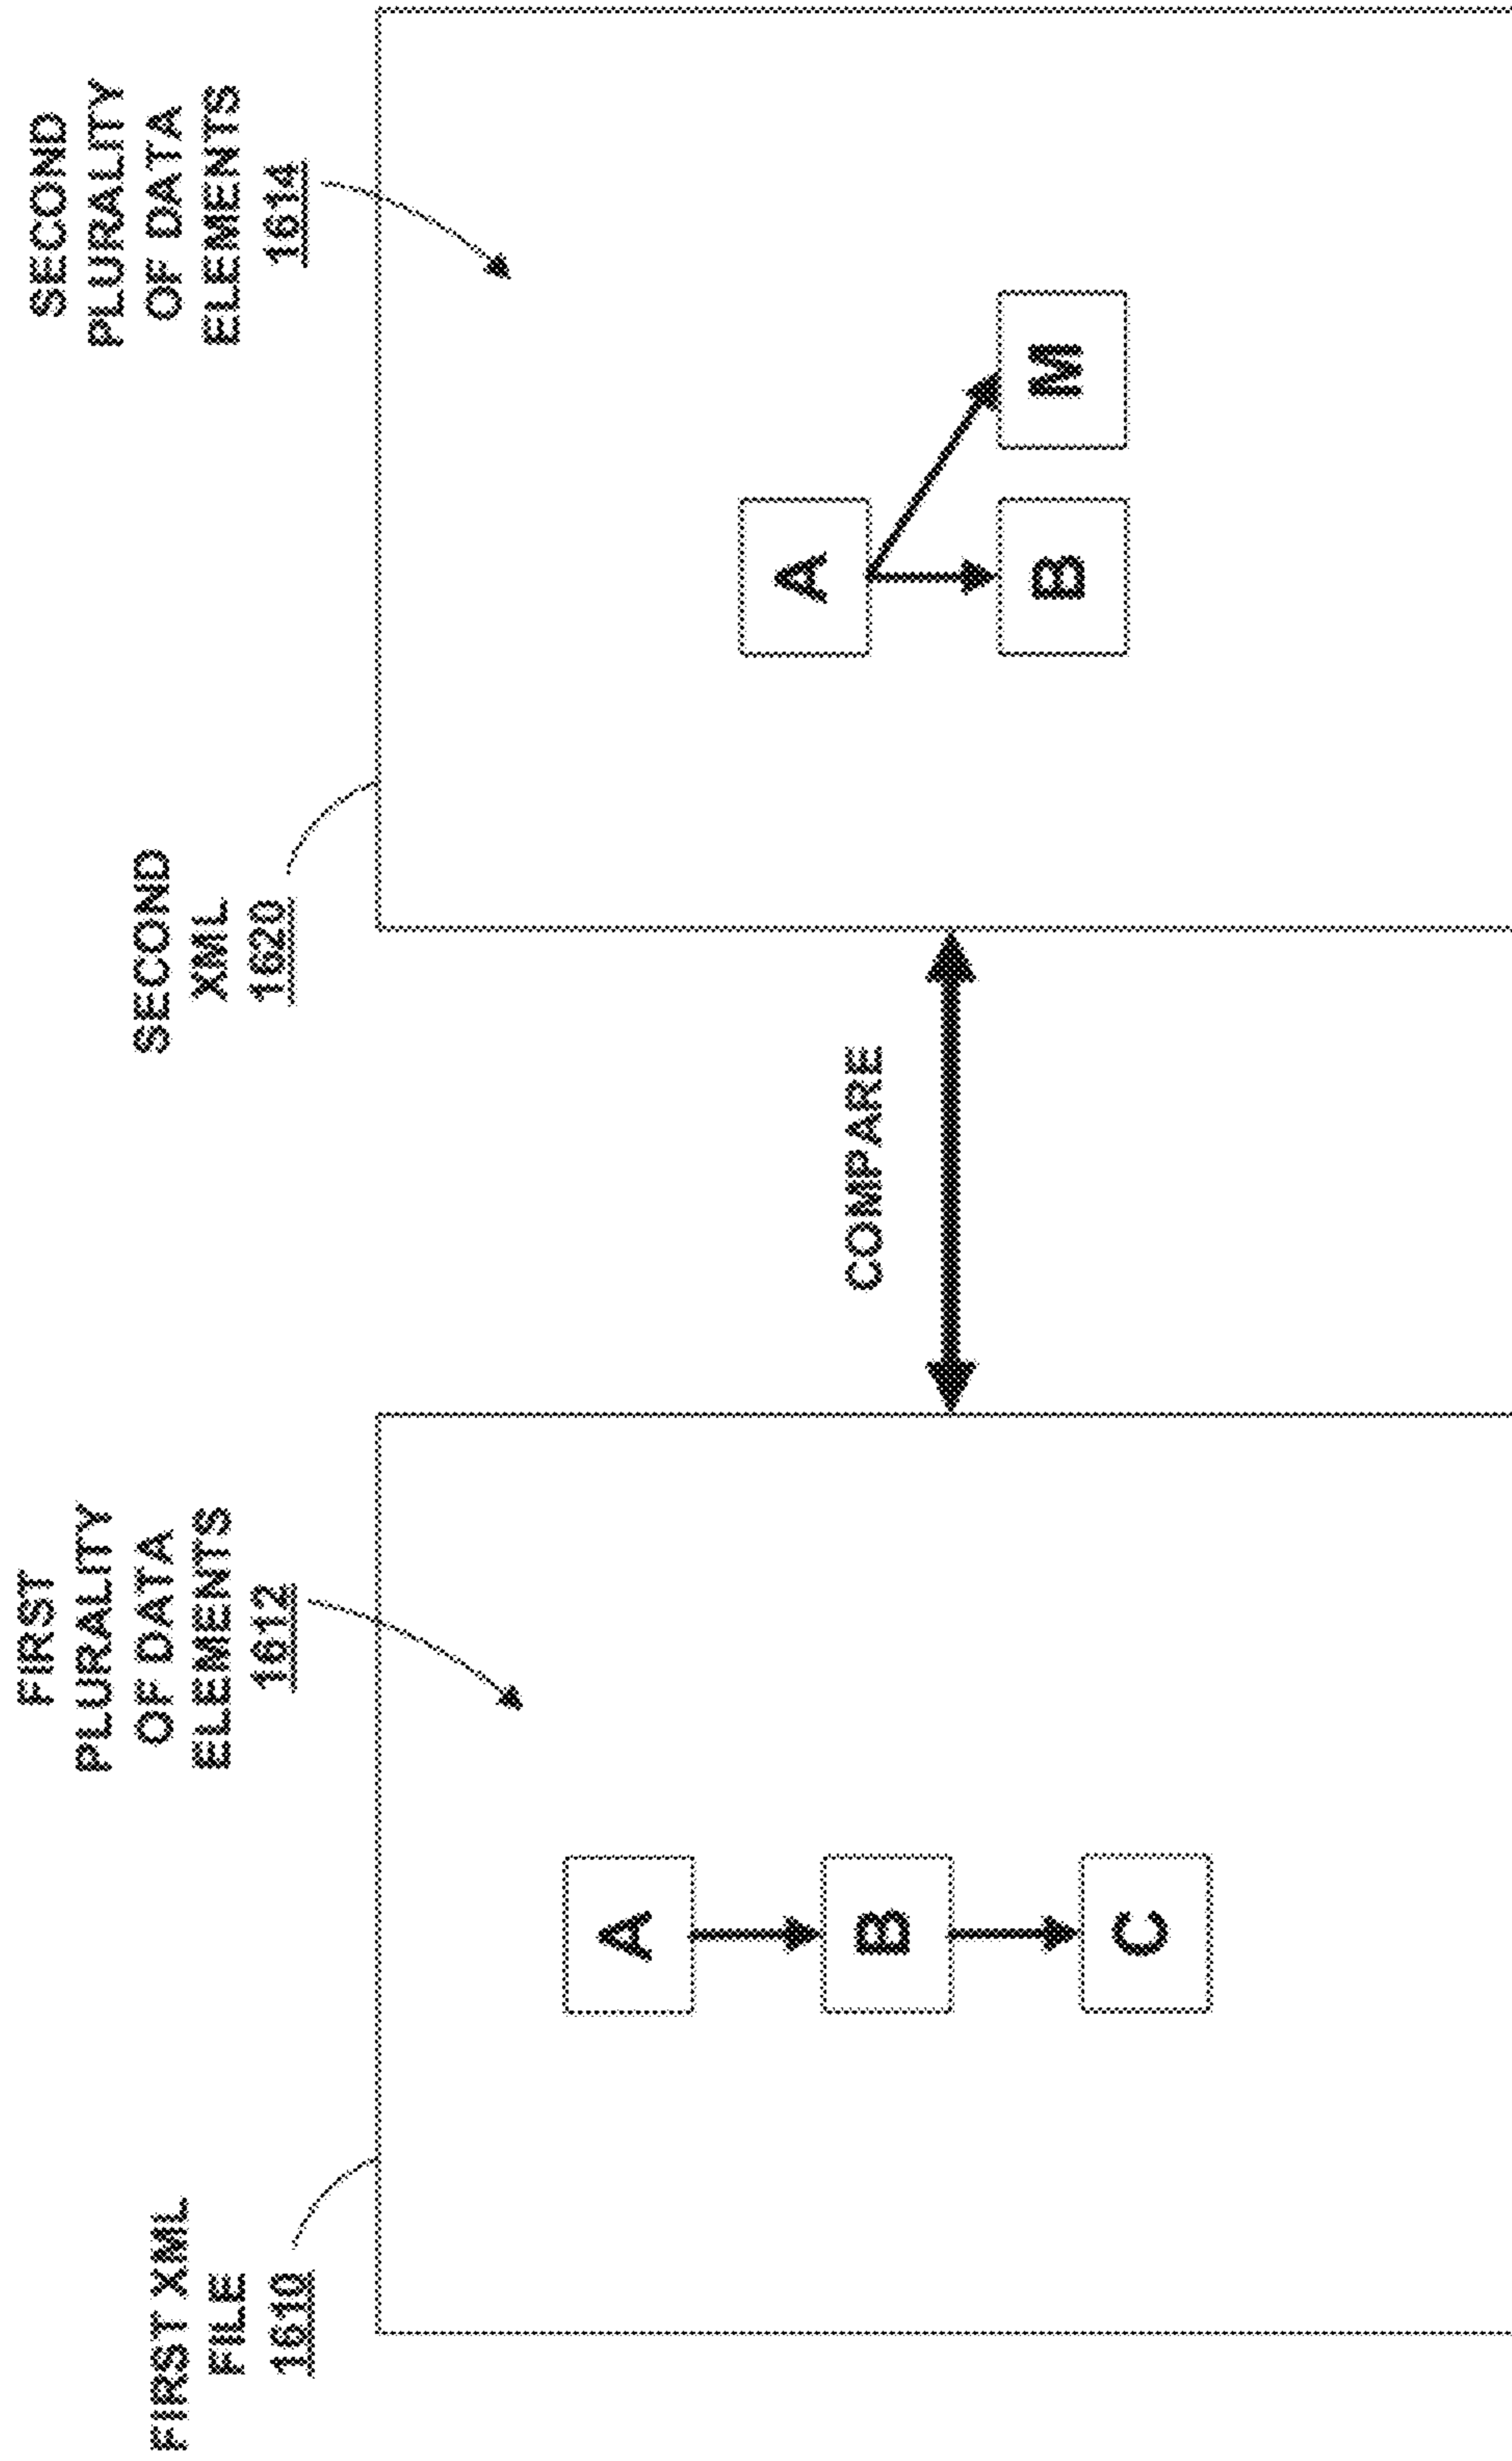 FIRST XML
FILE
1610
FIRST
PLURALITY
OF DATA
ELEMENTS
1612
A
B
C
COMPARE
SECOND
XML
1620
SECOND
PLURALITY
OF DATA
ELEMENTS
1614
A
B
M